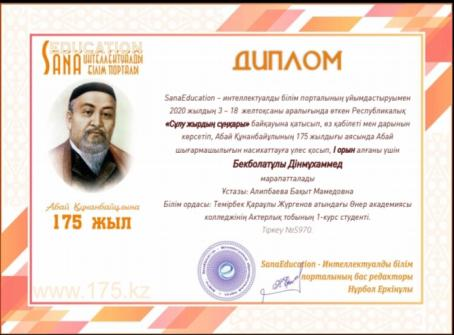 EDUCATION
SANA ИНТЕЛЛЕКТУАЛДЫ
БІЛІМ ПОРТАЛЫ
ДИПЛОМ
SanaEducation – интеллектуалды білім порталының ұйымдастыруымен
2020 жылдың 3 – 18 желтоқсаны аралығында өткен Республикалық
«Сұлу жырдың сұңқары» байқауына қатысып, өз қабілеті мен дарынын
көрсетіп, Абай Құнанбайұлының 175 жылдығы аясында Абай
шығармашылығын насихаттауға үлес қосып, І орын алғаны үшін
Бекболатұлы Дінмұхаммед
марапатталады
Ұстазы: Алипбаева Бақыт Мамедовна
Білім ордасы: Темірбек Қараұлы Жүргенов атындағы Өнер академиясы
колледжінің Актерлық тобының 1-курс студенті.
Тіркеу №S970.
Абай Құнанбайұлына
175 жыл
SanaEducation - Интеллектуалды білім
порталының бас редакторы
Нұрбол Еркінұлы
www.175.kz